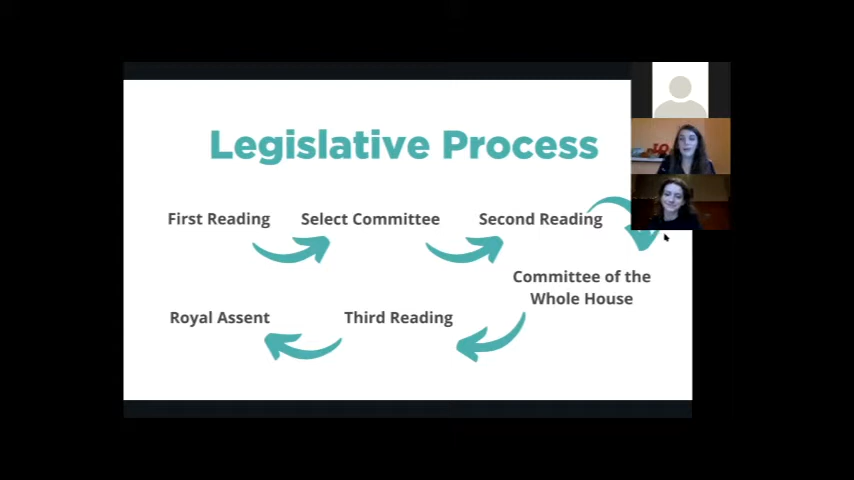 Legislative Process
First Reading
Select Committee
Second Reading
Committee of the
Whole House
Third Reading
Royal Assent